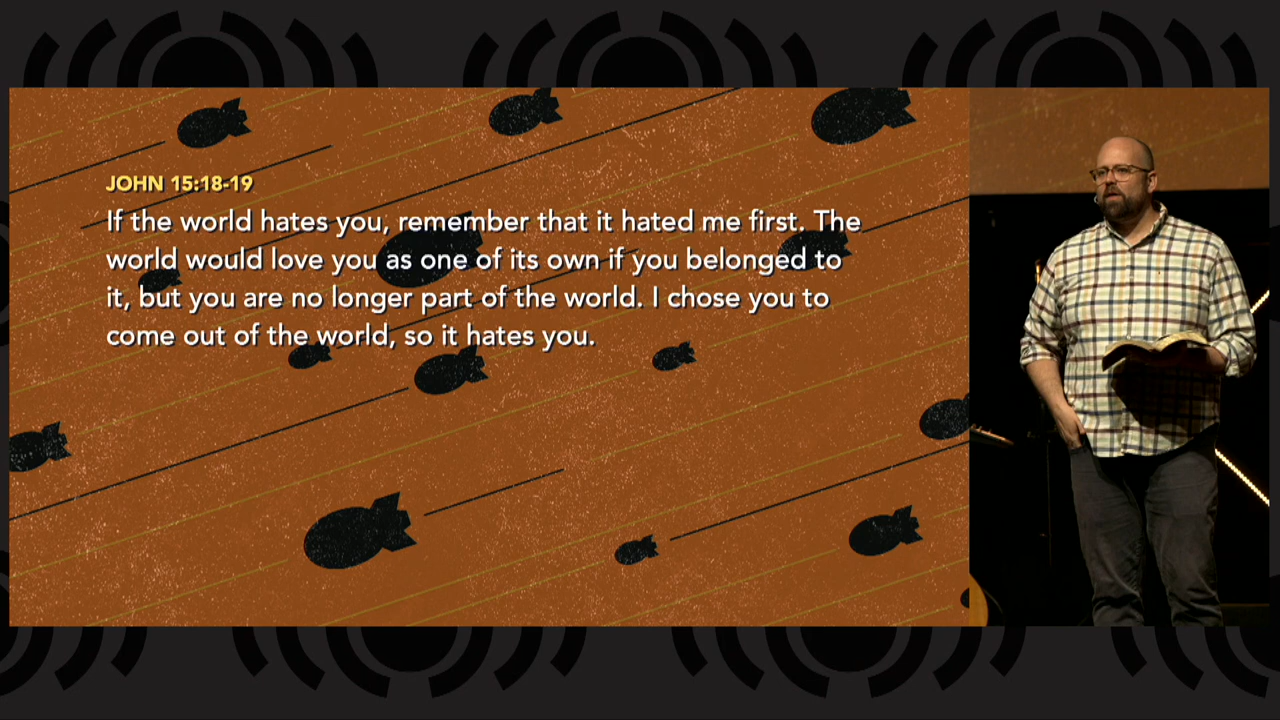 JOHN 15:18-19
If the world hates you, remember that it hated me first. The
world would love you as one of its own if you belonged to
it, but you are no longer part of the world. I chose you to
come out of the world, so it hates you.